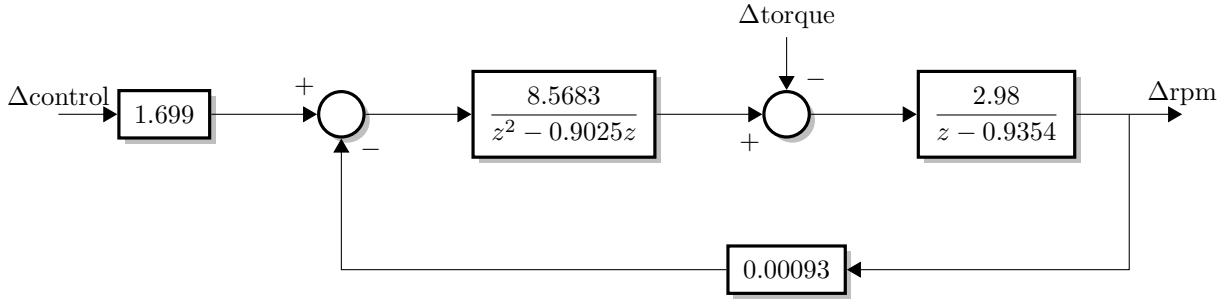 Δtorque
Δcontrol
1.699
+
−
8.5683
z² − 0.9025z
+
−
2.98
z − 0.9354
Δrpm
0.00093